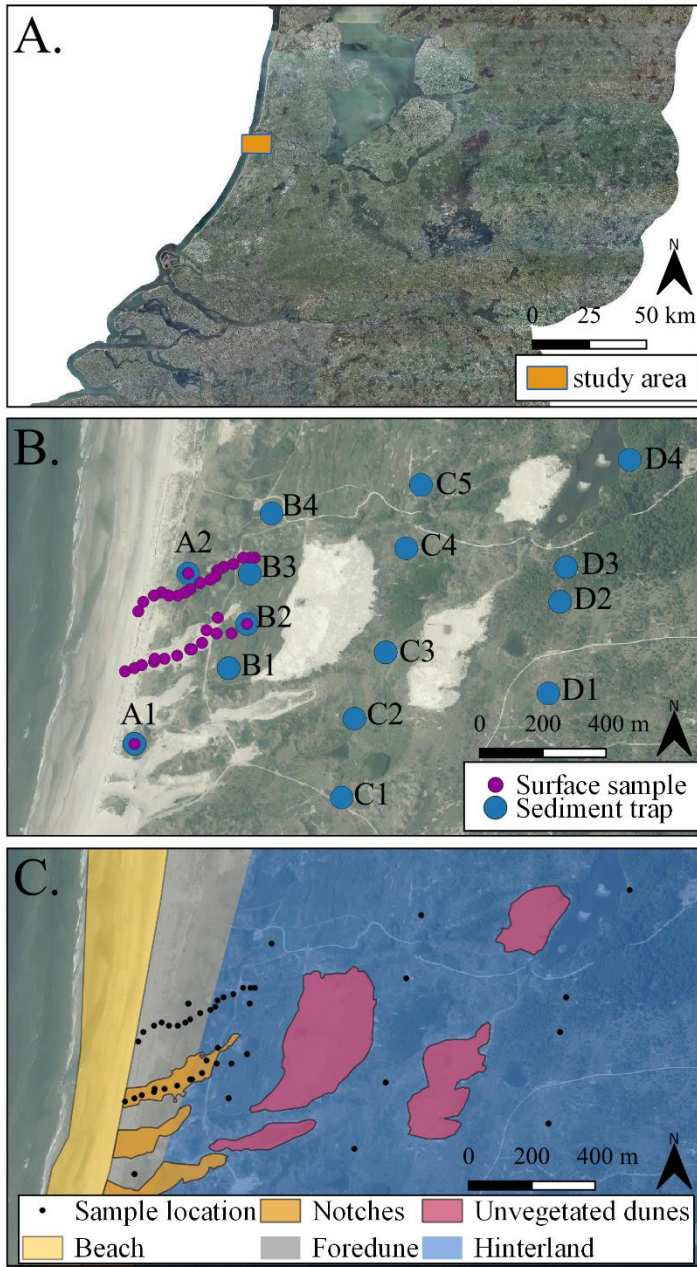 A.
N
0 25 50 km
study area
B.
D4
C5
B4
A2
C4
B3
D3
D2
B2
C3
B1
D1
C2
A1
N
0 200 400 m
C1
Surface sample
Sediment trap
C.
N
0 200 400 m
Sample location Notches Unvegetated dunes
Beach Foredune Hinterland